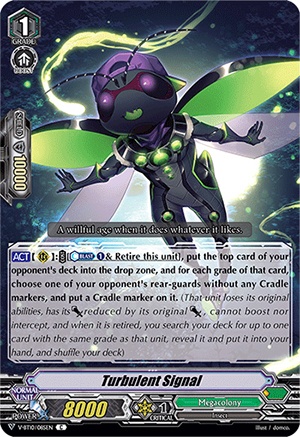 1
GRADE
BOOST
10000
A willful age when it does whatever it likes.
ACT 1: BLAST 1 & Retire this unit], put the top card of your
opponent's deck into the drop zone, and for each grade of that card,
choose one of your opponent's rear-guards without any Cradle
markers, and put a Cradle marker on it. (That unit loses its original
abilities, has its reduced by its original cannot boost nor
intercept, and when it is retired, you search your deck for up to one
card with the same grade as that unit, reveal it and put it into your
hand, and shuffle your deck)
Turbulent Signal
NORMAL UNIT
Megacolony
Insect
POWER
8000
1
CRITICAL
V-BT10/085EN C
Illust / domco.